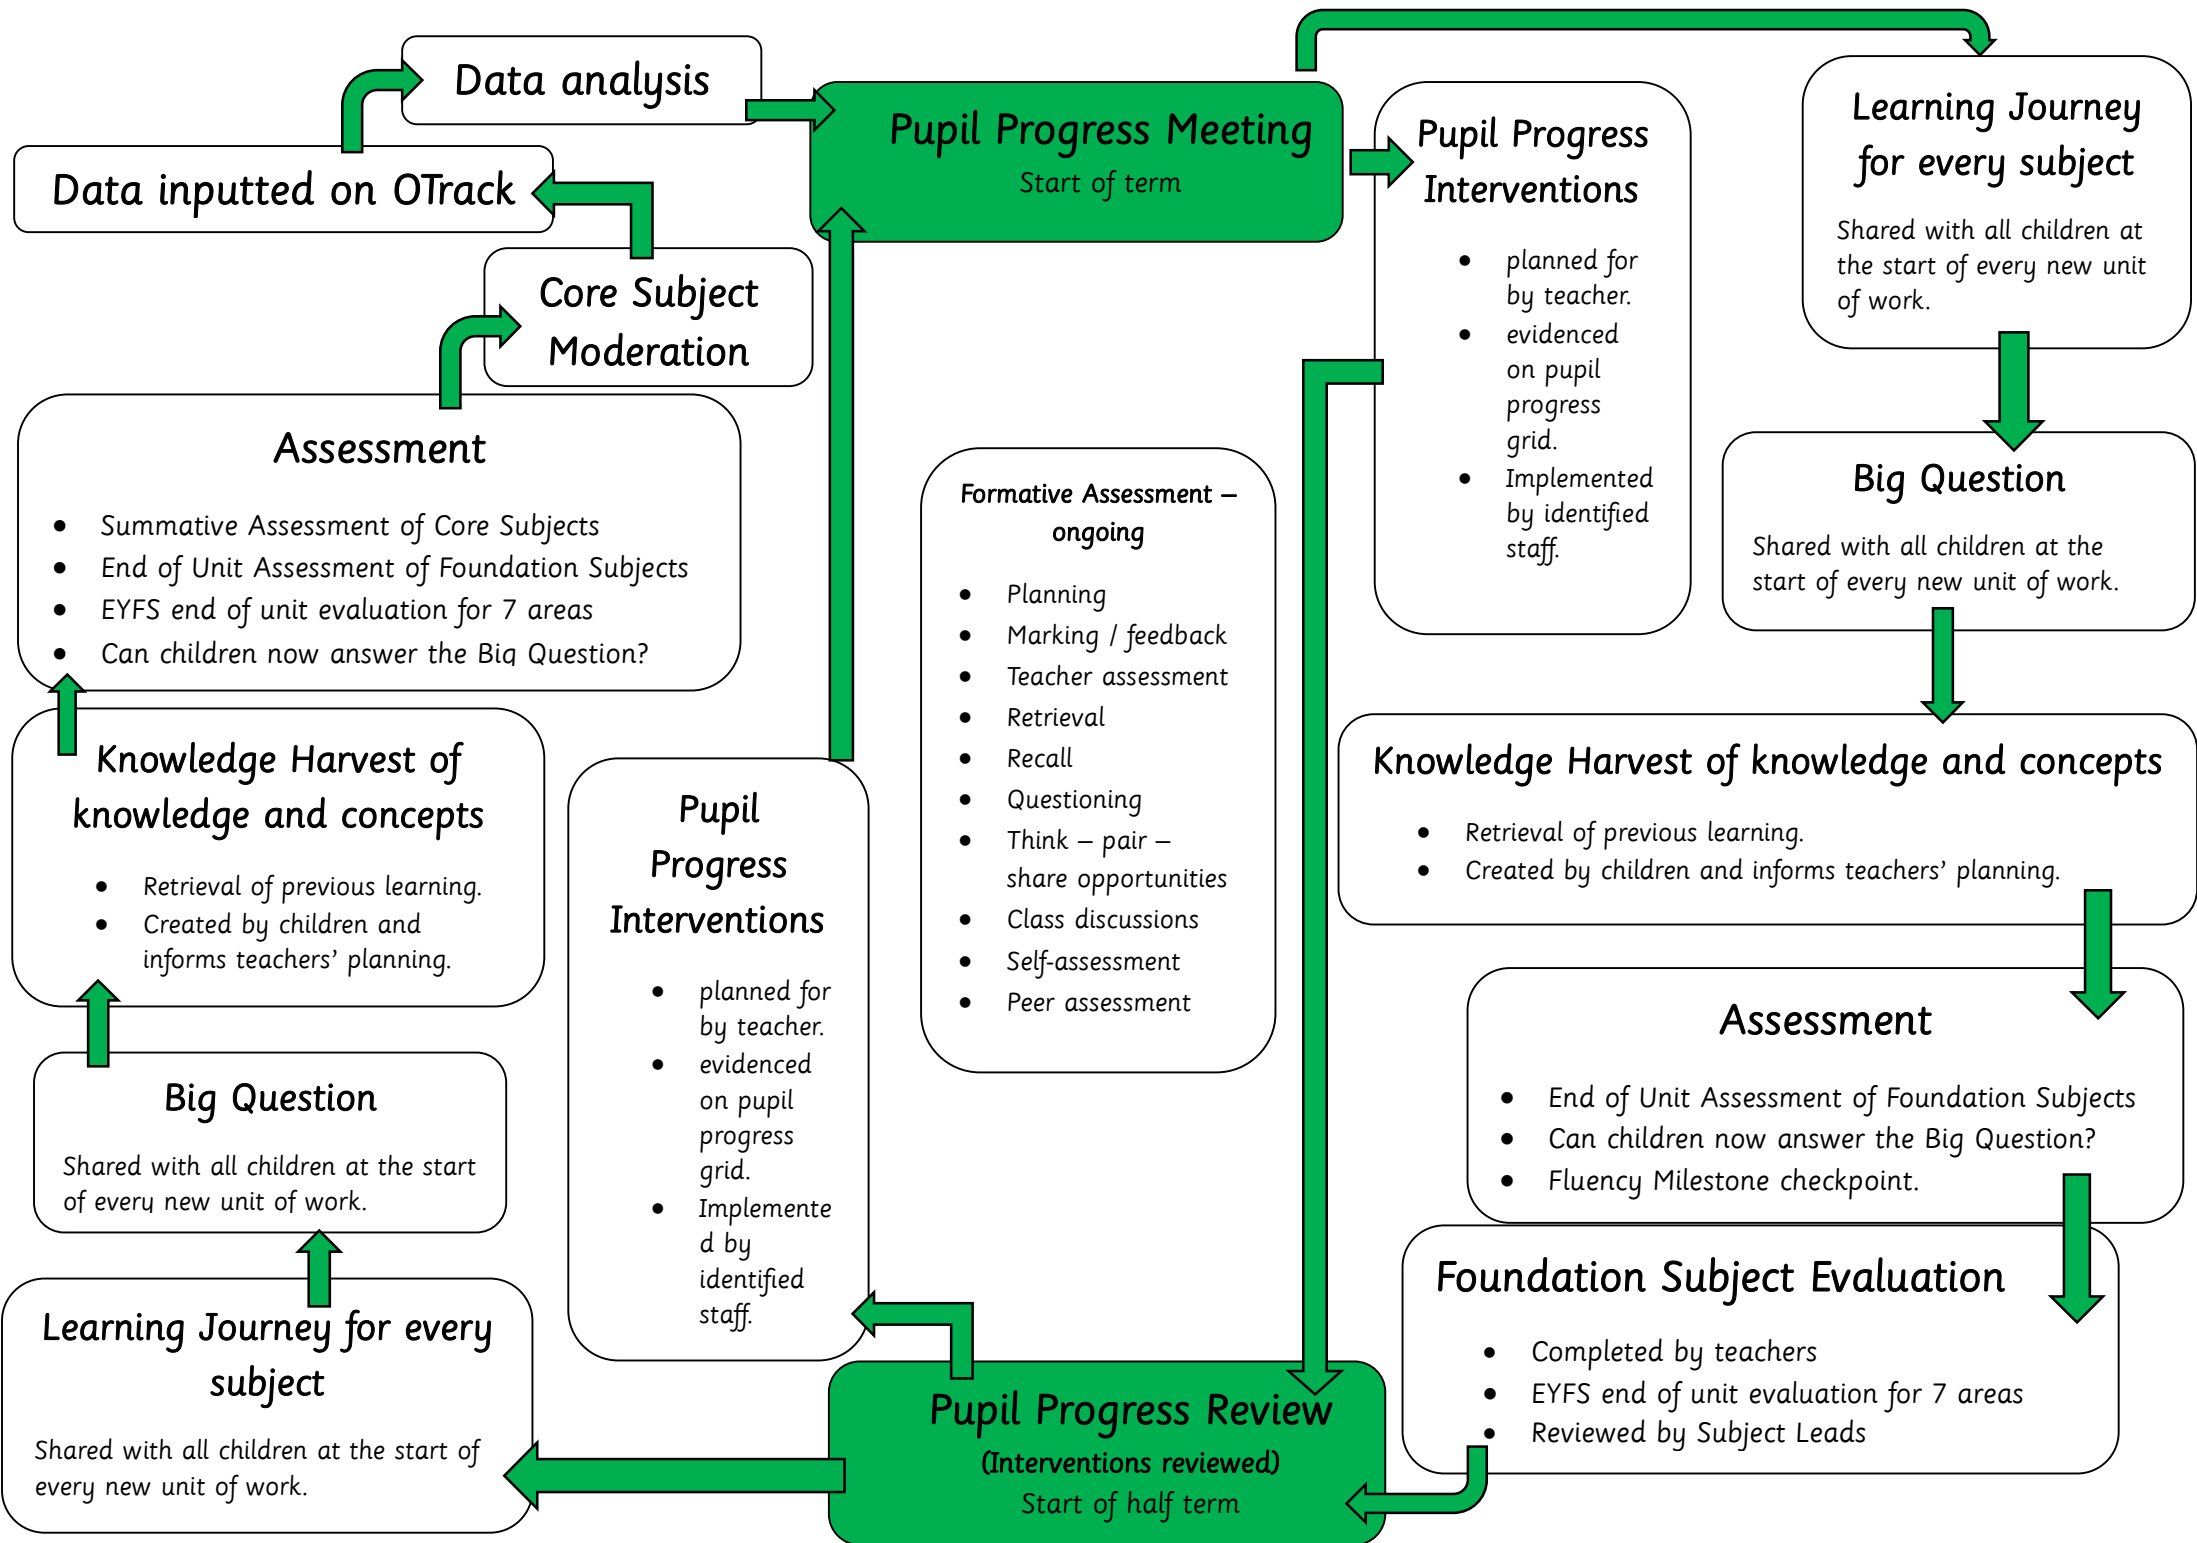 Data analysis
Data inputted on OTrack
Core Subject
Moderation
Assessment
• Summative Assessment of Core Subjects
• End of Unit Assessment of Foundation Subjects
• EYFS end of unit evaluation for 7 areas
• Can children now answer the Big Question?
Knowledge Harvest of
knowledge and concepts
• Retrieval of previous learning.
• Created by children and
informs teachers’ planning.
Big Question
Shared with all children at the start
of every new unit of work.
Learning Journey for every
subject
Shared with all children at the start of
every new unit of work.
Pupil
Progress
Interventions
• planned for
by teacher.
• evidenced
on pupil
progress
grid.
• Implemente
d by
identified
staff.
Pupil Progress Meeting
Start of term
Formative Assessment –
ongoing
• Planning
• Marking / feedback
• Teacher assessment
• Retrieval
• Recall
• Questioning
• Think – pair –
share opportunities
• Class discussions
• Self-assessment
• Peer assessment
Pupil Progress Review
(Interventions reviewed)
Start of half term
Pupil Progress
Interventions
• planned for
by teacher.
• evidenced
on pupil
progress
grid.
• Implemented
by identified
staff.
Learning Journey
for every subject
Shared with all children at
the start of every new unit
of work.
Big Question
Shared with all children at the
start of every new unit of work.
Knowledge Harvest of knowledge and concepts
• Retrieval of previous learning.
• Created by children and informs teachers’ planning.
Assessment
• End of Unit Assessment of Foundation Subjects
• Can children now answer the Big Question?
• Fluency Milestone checkpoint.
Foundation Subject Evaluation
• Completed by teachers
• EYFS end of unit evaluation for 7 areas
• Reviewed by Subject Leads